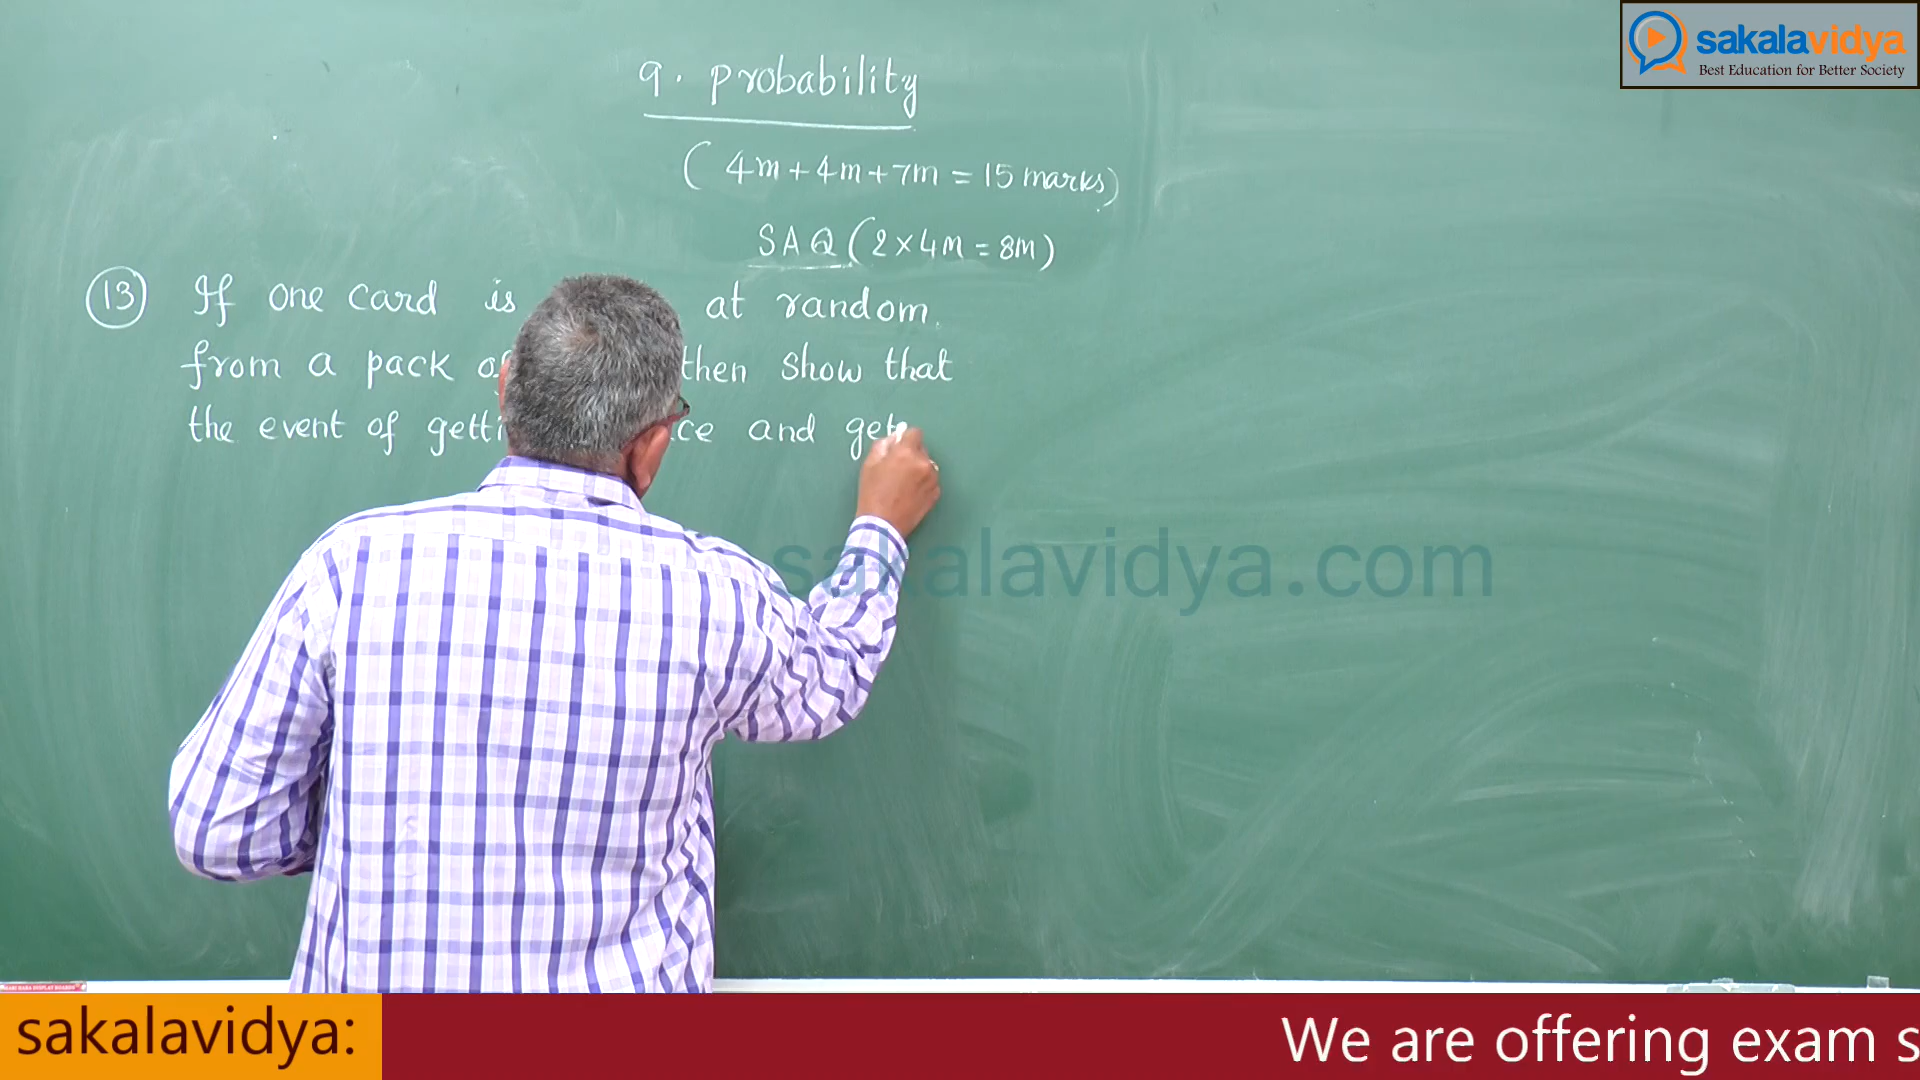 sakalavidya
Best Education for Better Society
9. probability
( 4m + 4m + 7m = 15 marks)
SAQ (2 × 4M = 8M)
13 If one card is at random
from a pack of then show that
the event of getti ce and get
sakalavidya.com
sakalavidya:
We are offering exam s